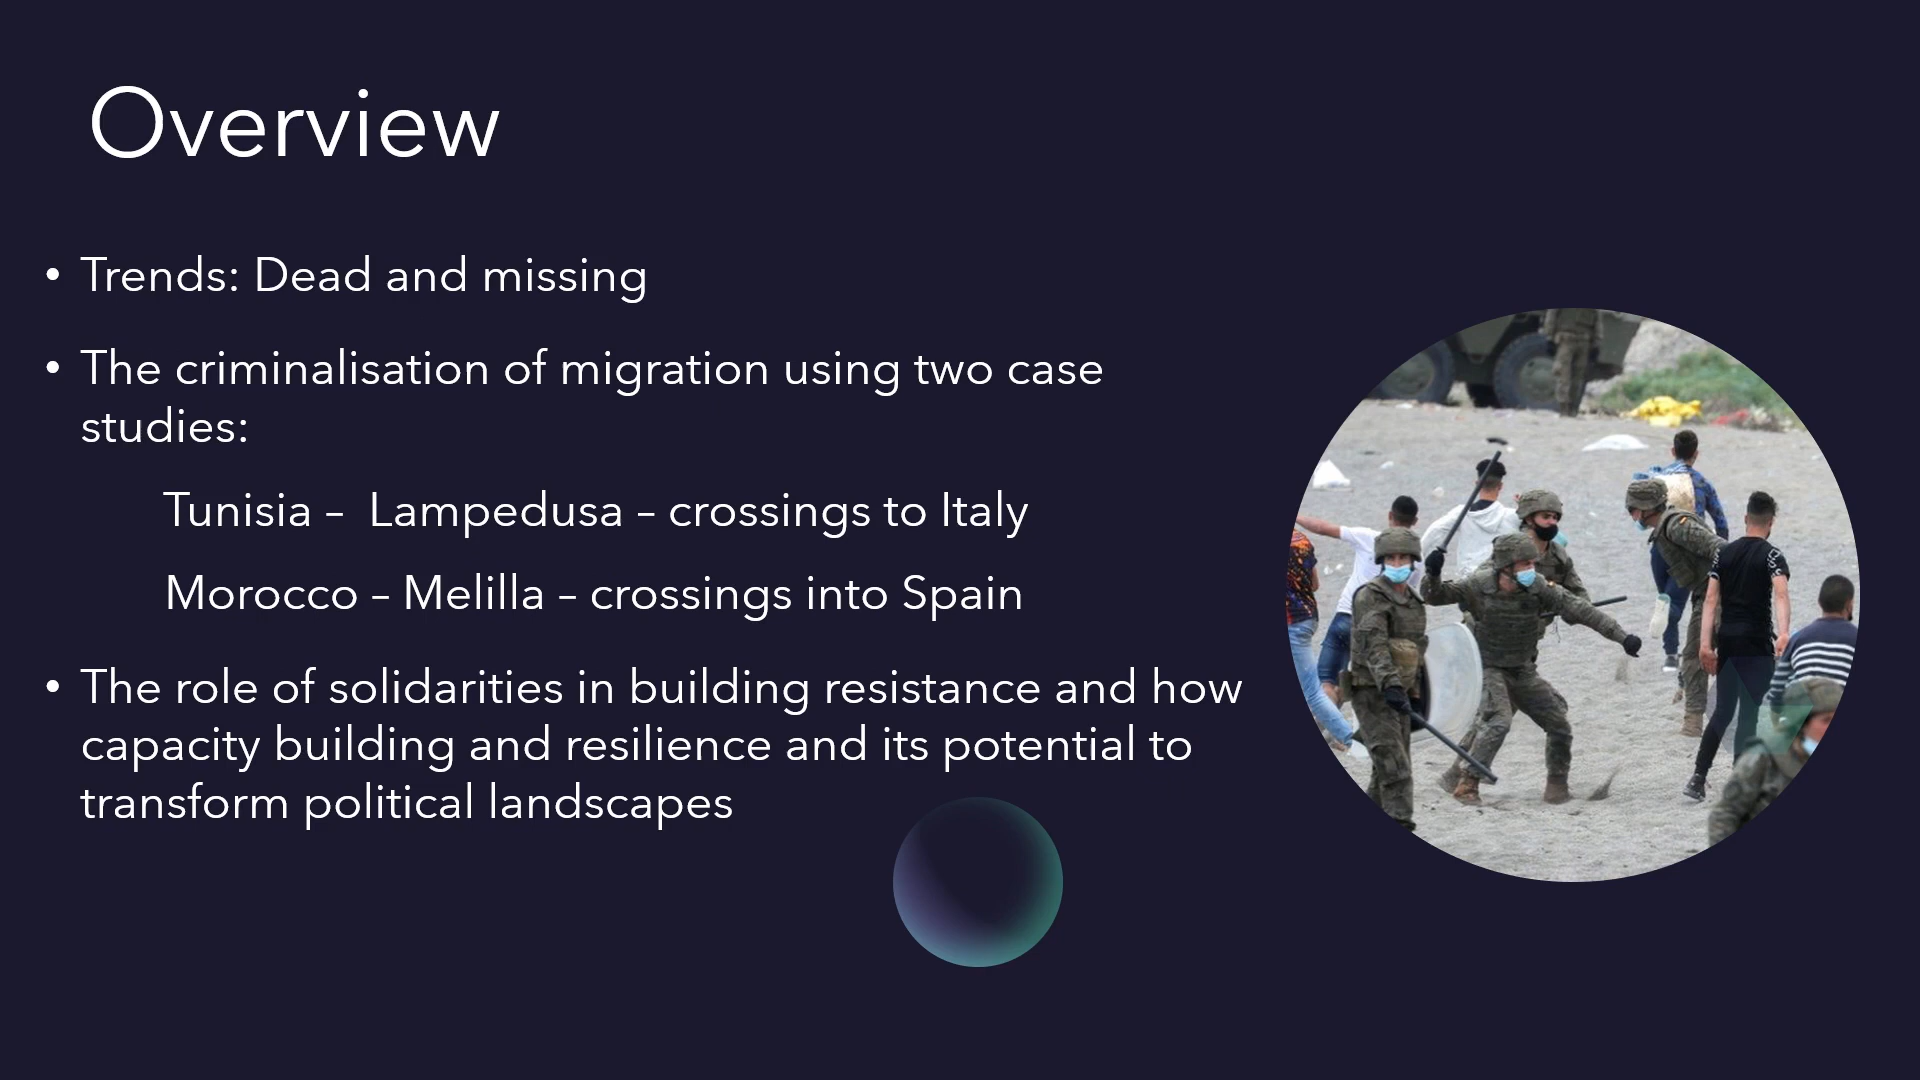 Overview
• Trends: Dead and missing
• The criminalisation of migration using two case
studies:
Tunisia – Lampedusa – crossings to Italy
Morocco – Melilla – crossings into Spain
• The role of solidarities in building resistance and how
capacity building and resilience and its potential to
transform political landscapes